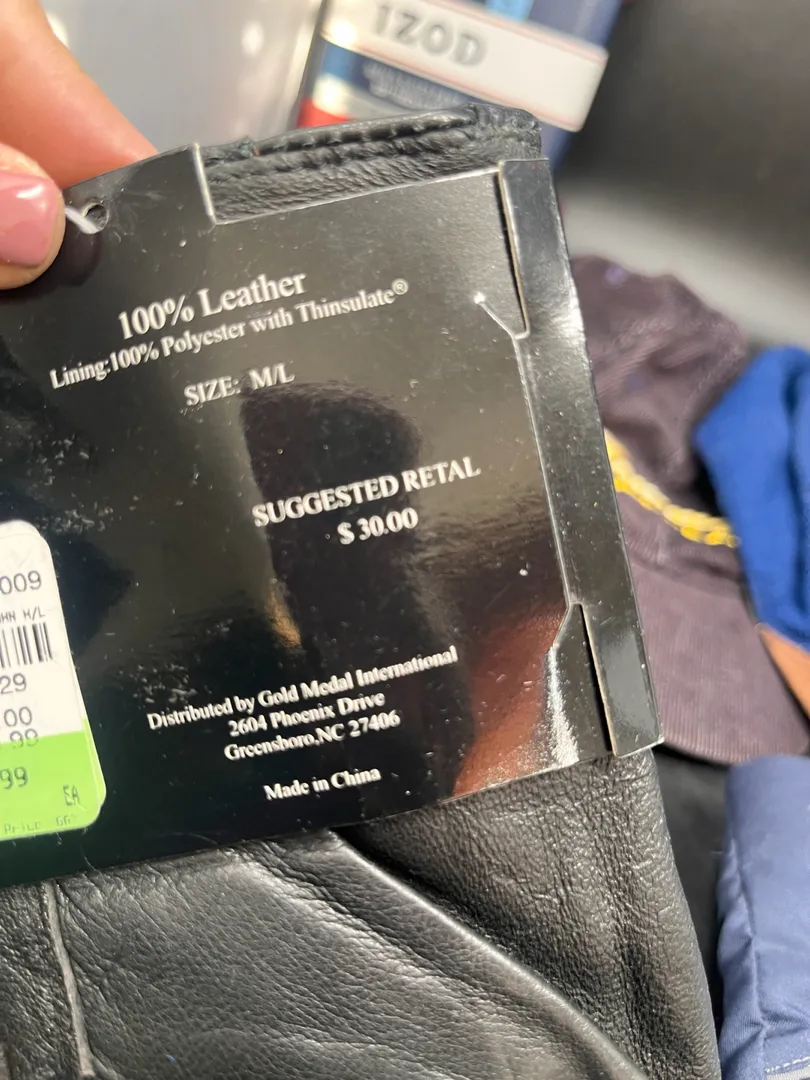 IZOD
100% Leather
Lining:100% Polyester with Thinsulate®
SIZE: M/L
SUGGESTED RETAL
$ 30.00
009
M/L
29
00
99
99
EA
Distributed by Gold Medal International
2604 Phoenix Drive
Greensboro,NC 27406
Made in China